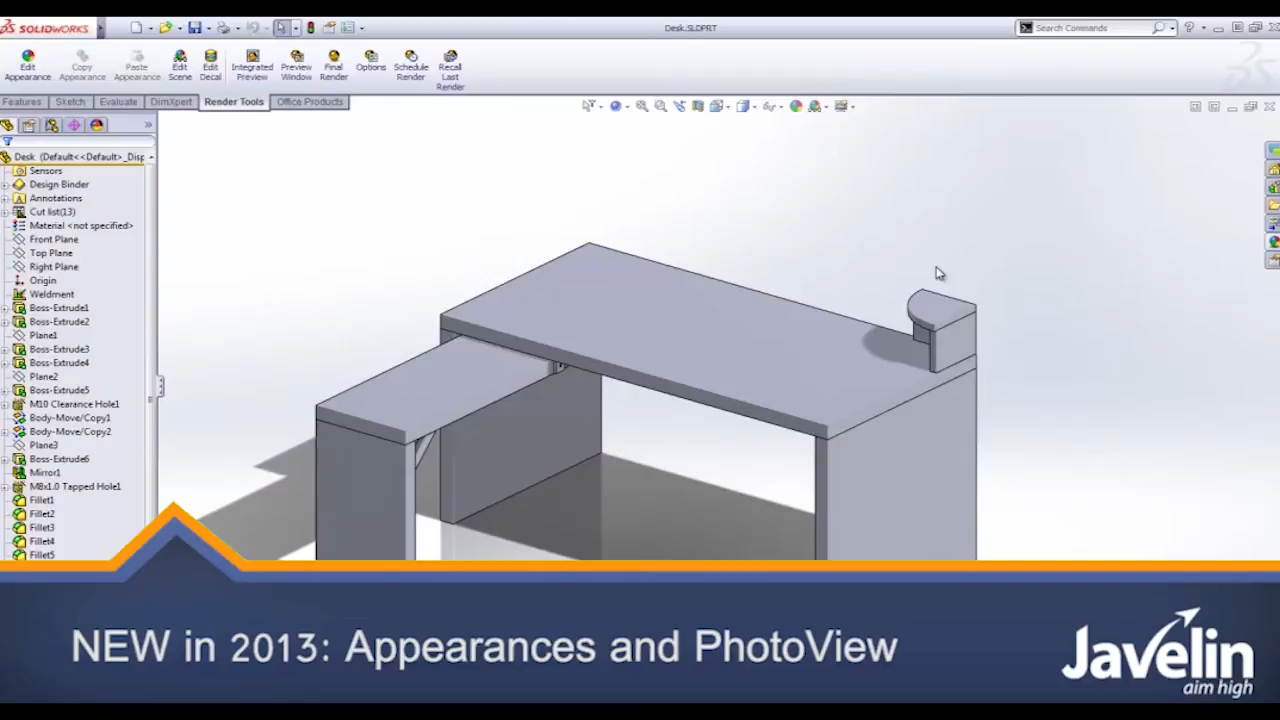 SOLIDWORKS
Desk.SLDPRT
Search Commands
Edit Appearance
Copy Appearance
Paste Appearance
Edit Scene
Edit Decal
Integrated Preview
Preview Window
Final Render
Options
Schedule Render
Recall Last Render
Features
Sketch
Evaluate
DimXpert
Render Tools
Office Products
Desk (Default<<Default>_Disp
Sensors
Design Binder
Annotations
Cut list(13)
Material <not specified>
Front Plane
Top Plane
Right Plane
Origin
Weldment
Boss-Extrude1
Boss-Extrude2
Plane1
Boss-Extrude3
Boss-Extrude4
Plane2
Boss-Extrude5
M10 Clearance Hole1
Body-Move/Copy1
Body-Move/Copy2
Plane3
Boss-Extrude6
Mirror1
M8x1.0 Tapped Hole1
Fillet1
Fillet2
Fillet3
Fillet4
Fillet5
NEW in 2013: Appearances and PhotoView
Javelin
aim high